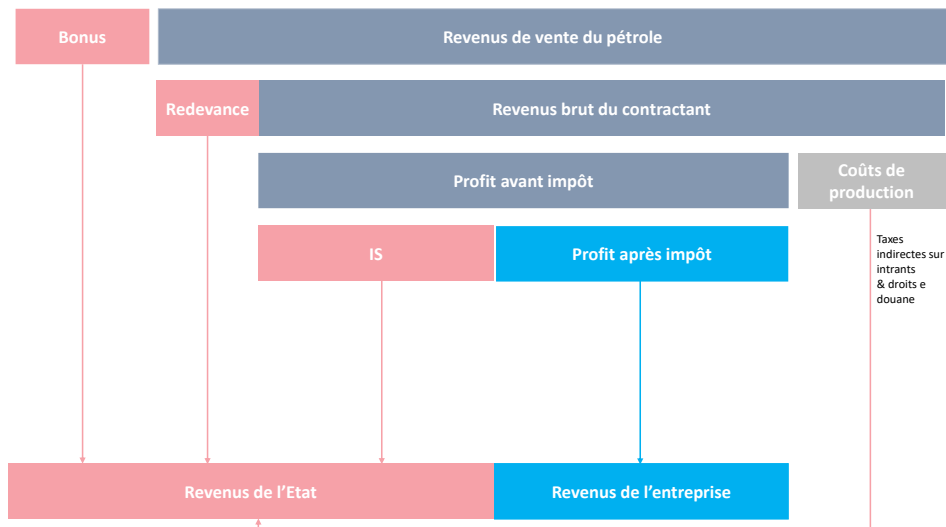 Bonus
Revenus de vente du pétrole
Redevance
Revenus brut du contractant
Profit avant impôt
Coûts de
production
IS
Profit après impôt
Taxes
indirectes sur
intrants
& droits e
douane
Revenus de l'Etat
Revenus de l'entreprise